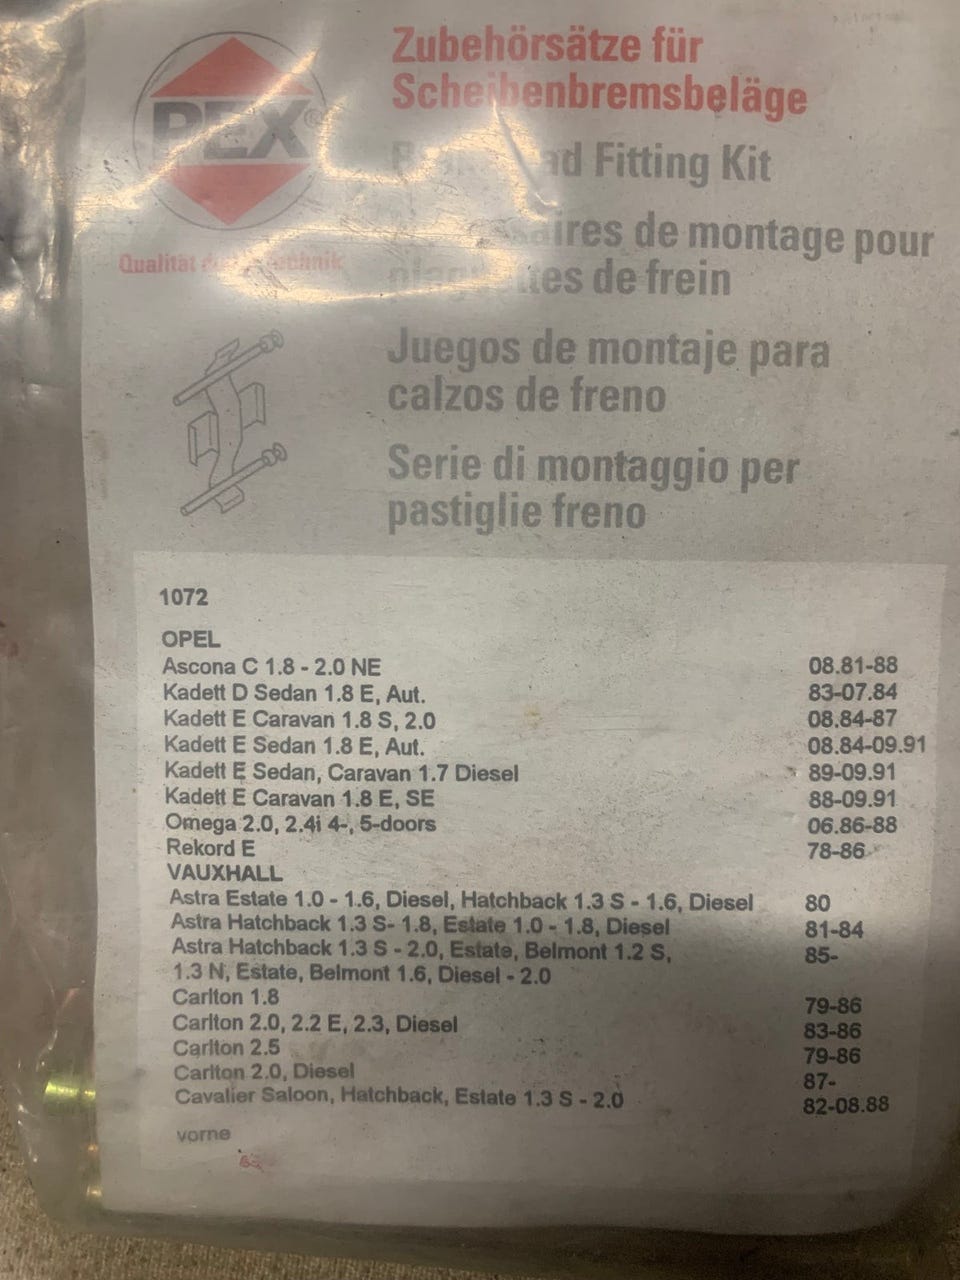 PEX®
Qualität
Zubehörsätze für
Scheibenbremsbeläge
Fitting Kit
de montage pour
de frein
Juegos de montaje para
calzos de freno
Serie di montaggio per
pastiglie freno
1072
OPEL
Ascona C 1.8 - 2.0 NE 08.81-88
Kadett D Sedan 1.8 E, Aut. 83-07.84
Kadett E Caravan 1.8 S, 2.0 08.84-87
Kadett E Sedan 1.8 E, Aut. 08.84-09.91
Kadett E Sedan, Caravan 1.7 Diesel 89-09.91
Kadett E Caravan 1.8 E, SE 88-09.91
Omega 2.0, 2.4i 4-, 5-doors 06.86-88
Rekord E 78-86
VAUXHALL
Astra Estate 1.0 - 1.6, Diesel, Hatchback 1.3 S - 1.6, Diesel 80
Astra Hatchback 1.3 S- 1.8, Estate 1.0 - 1.8, Diesel 81-84
Astra Hatchback 1.3 S - 2.0, Estate, Belmont 1.2 S, 85-
1.3 N, Estate, Belmont 1.6, Diesel - 2.0
Carlton 1.8 79-86
Carlton 2.0, 2.2 E, 2.3, Diesel 83-86
Carlton 2.5 79-86
Carlton 2.0, Diesel 87-
Cavalier Saloon, Hatchback, Estate 1.3 S - 2.0 82-08.88
vorne